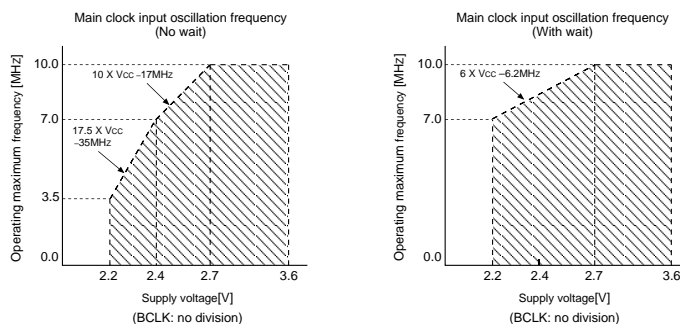 Main clock input oscillation frequency
(No wait)
Operating maximum frequency [MHz]
10.0
7.0
3.5
0.0
10 X Vcc –17MHz
17.5 X Vcc
–35MHz
2.2
2.4
2.7
3.6
Supply voltage[V]
(BCLK: no division)
Main clock input oscillation frequency
(With wait)
Operating maximum frequency [MHz]
10.0
7.0
0.0
6 X Vcc –6.2MHz
2.2
2.4
2.7
3.6
Supply voltage[V]
(BCLK: no division)